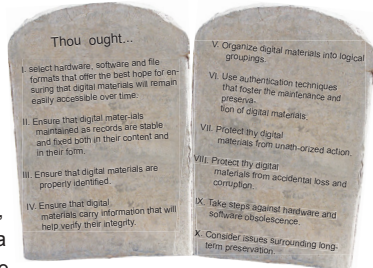 Thou ought...
I. select hardware, software and file
formats that offer the best hope for en-
suring that digital materials will remain
easily accessible over time.
II. Ensure that digital mater-ials
maintained as records are stable
and fixed both in their content and
in their form.
III. Ensure that digital materials are
properly identified.
IV. Ensure that digital
materials carry information that will
help verify their integrity.
V. Organize digital materials into logical
groupings.
VI. Use authentication techniques
that foster the maintenance and
preserva-
tion of digital materials.
VII. Protect thy digital
materials from unath-orized action.
VIII. Protect thy digital
materials from accidental loss and
corruption.
IX. Take steps against hardware and
software obsolescence.
X. Consider issues surrounding long-
term preservation.
a